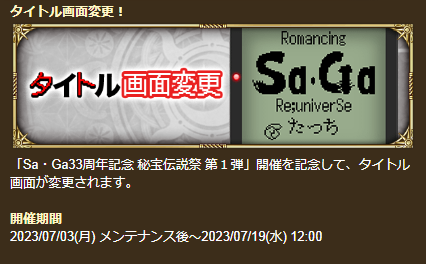 タイトル画面変更！
タイトル画面変更
Romancing
Sa・Ga
Re;univerSe
たっち
「Sa・Ga33周年記念 秘宝伝説祭 第１弾」開催を記念して、タイトル
画面が変更されます。
開催期間
2023/07/03(月) メンテナンス後～2023/07/19(水) 12:00